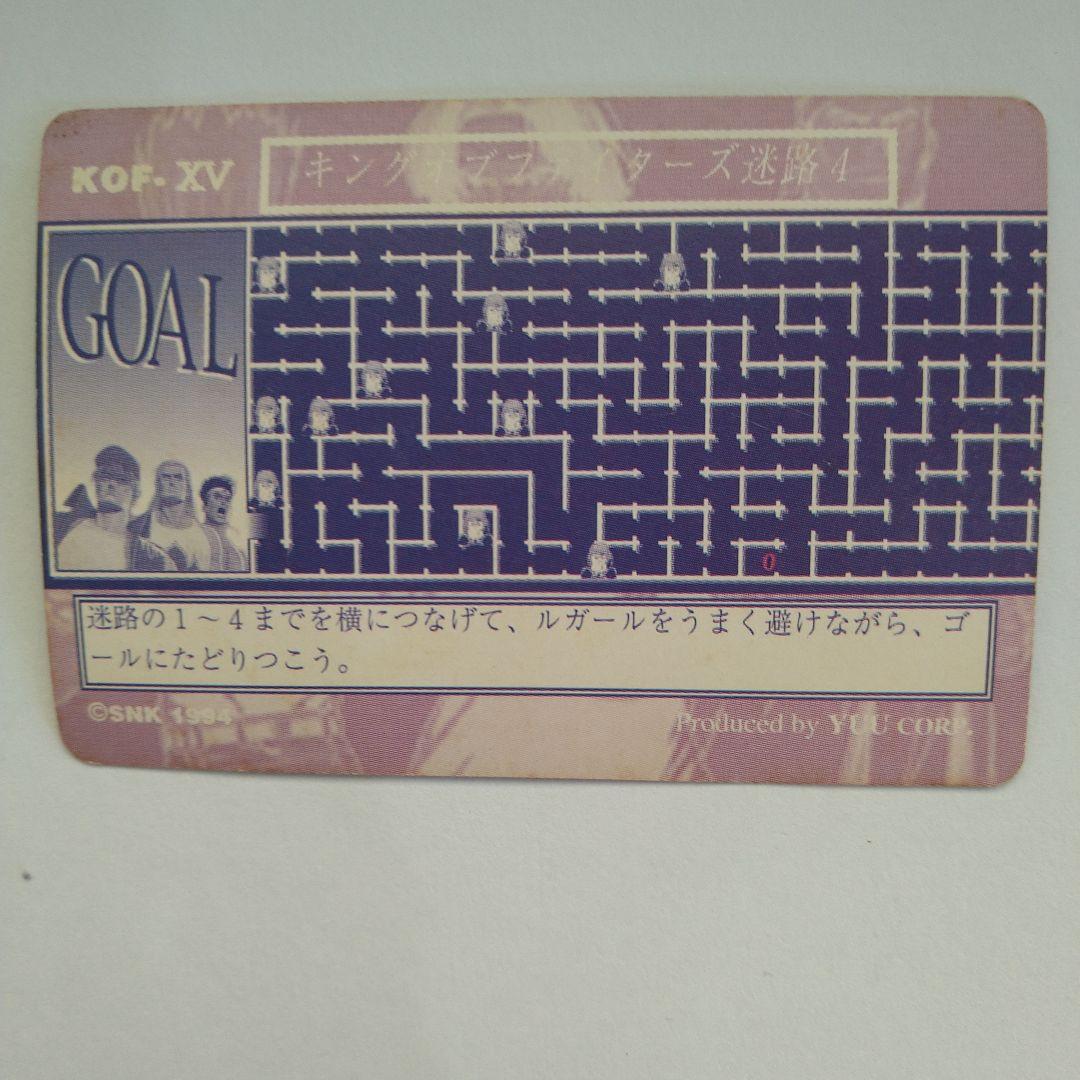 KOF. XV
キングオブファイターズ迷路4
GOAL
0
迷路の1～4までを横につなげて、ルガールをうまく避けながら、ゴ
ールにたどりつこう。
©SNK 1994
Produced by YUU CORP.